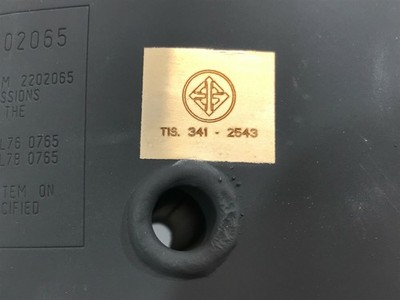 02065
M 2202065
SSIONS
THE
L76 0765
L78 0765
TEM ON
CIFIED
TIS. 341 - 2543